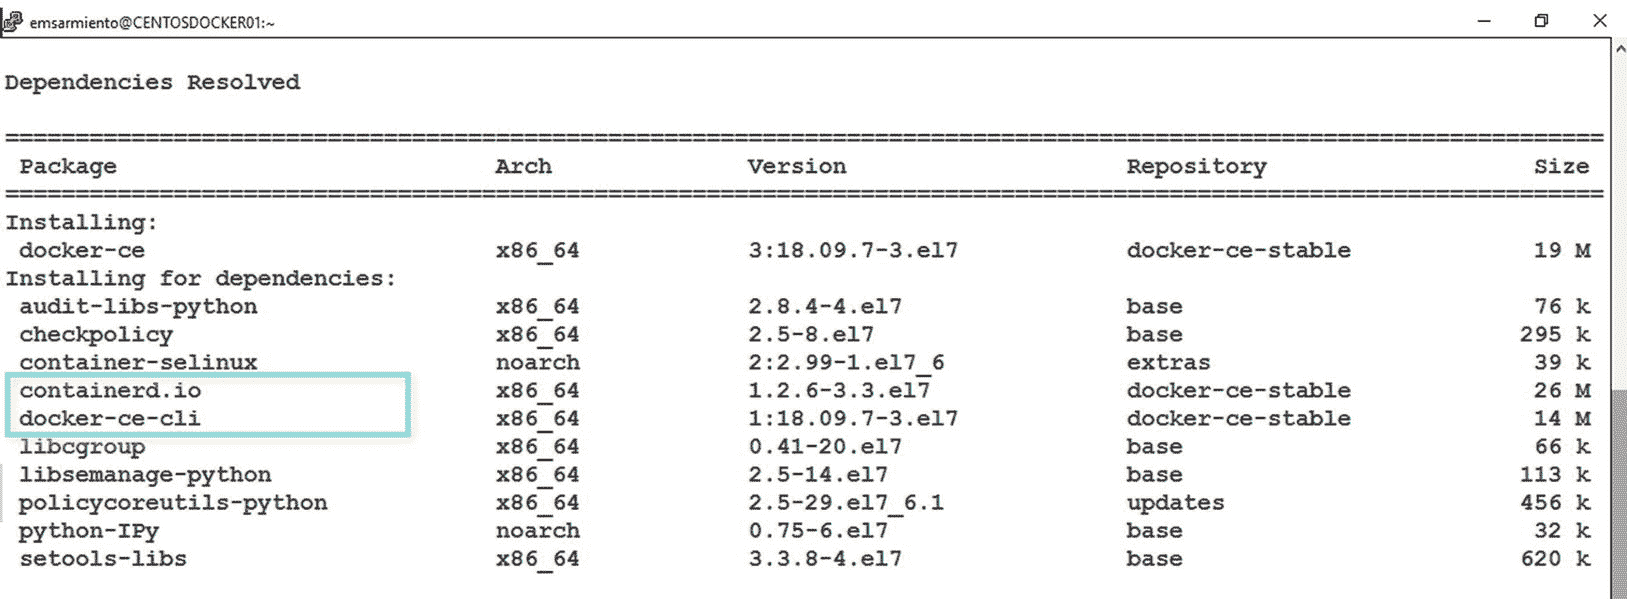 emsarmiento@CENTOSDOCKER01:~
Dependencies Resolved
================================================================================
Package Arch Version Repository Size
================================================================================
Installing:
docker-ce x86_64 3:18.09.7-3.el7 docker-ce-stable 19 M
Installing for dependencies:
audit-libs-python x86_64 2.8.4-4.el7 base 76 k
checkpolicy x86_64 2.5-8.el7 base 295 k
container-selinux noarch 2:2.99-1.el7_6 extras 39 k
containerd.io x86_64 1.2.6-3.3.el7 docker-ce-stable 26 M
docker-ce-cli x86_64 1:18.09.7-3.el7 docker-ce-stable 14 M
libcgroup x86_64 0.41-20.el7 base 66 k
libsemanage-python x86_64 2.5-14.el7 base 113 k
policycoreutils-python x86_64 2.5-29.el7_6.1 updates 456 k
python-IPy noarch 0.75-6.el7 base 32 k
setools-libs x86_64 3.3.8-4.el7 base 620 k